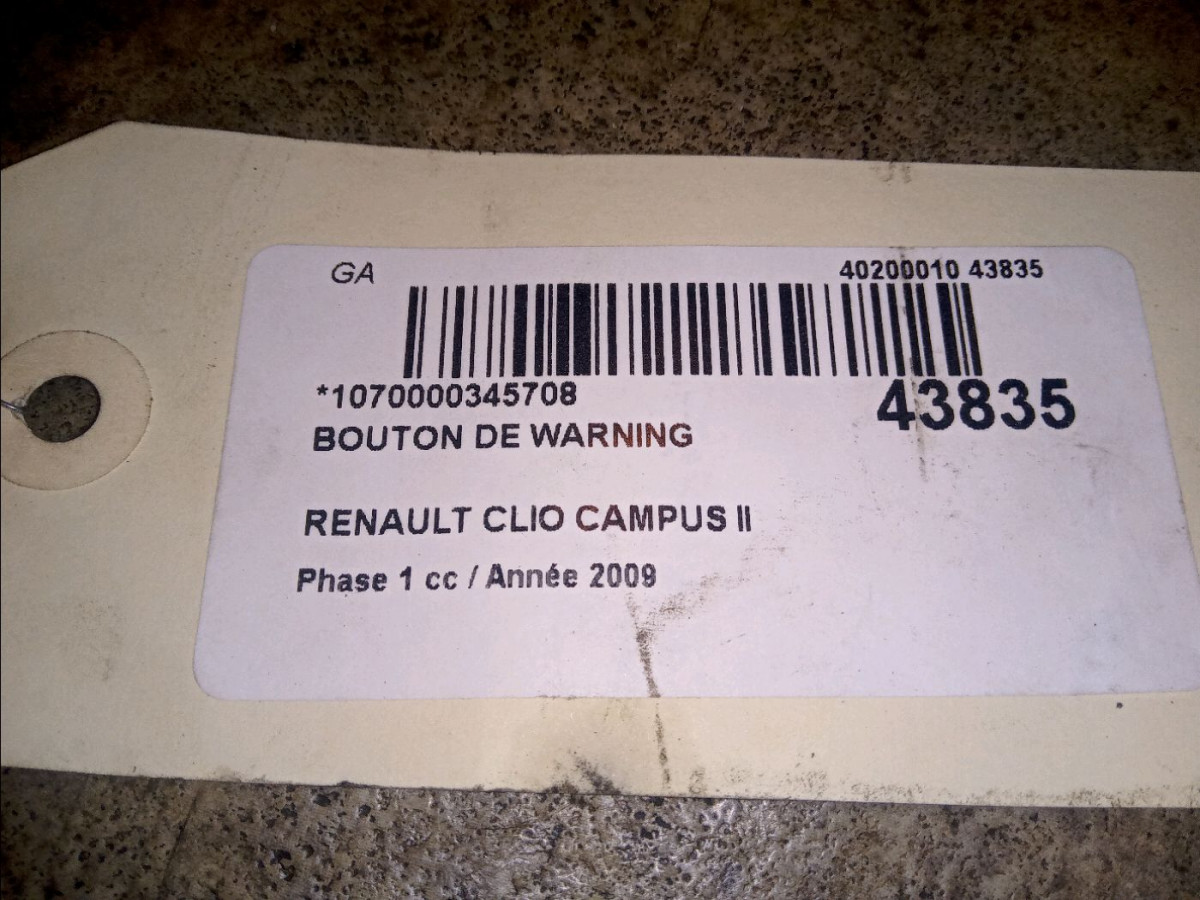 GA 40200010 43835
*1070000345708 43835
BOUTON DE WARNING
RENAULT CLIO CAMPUS II
Phase 1 cc / Année 2009